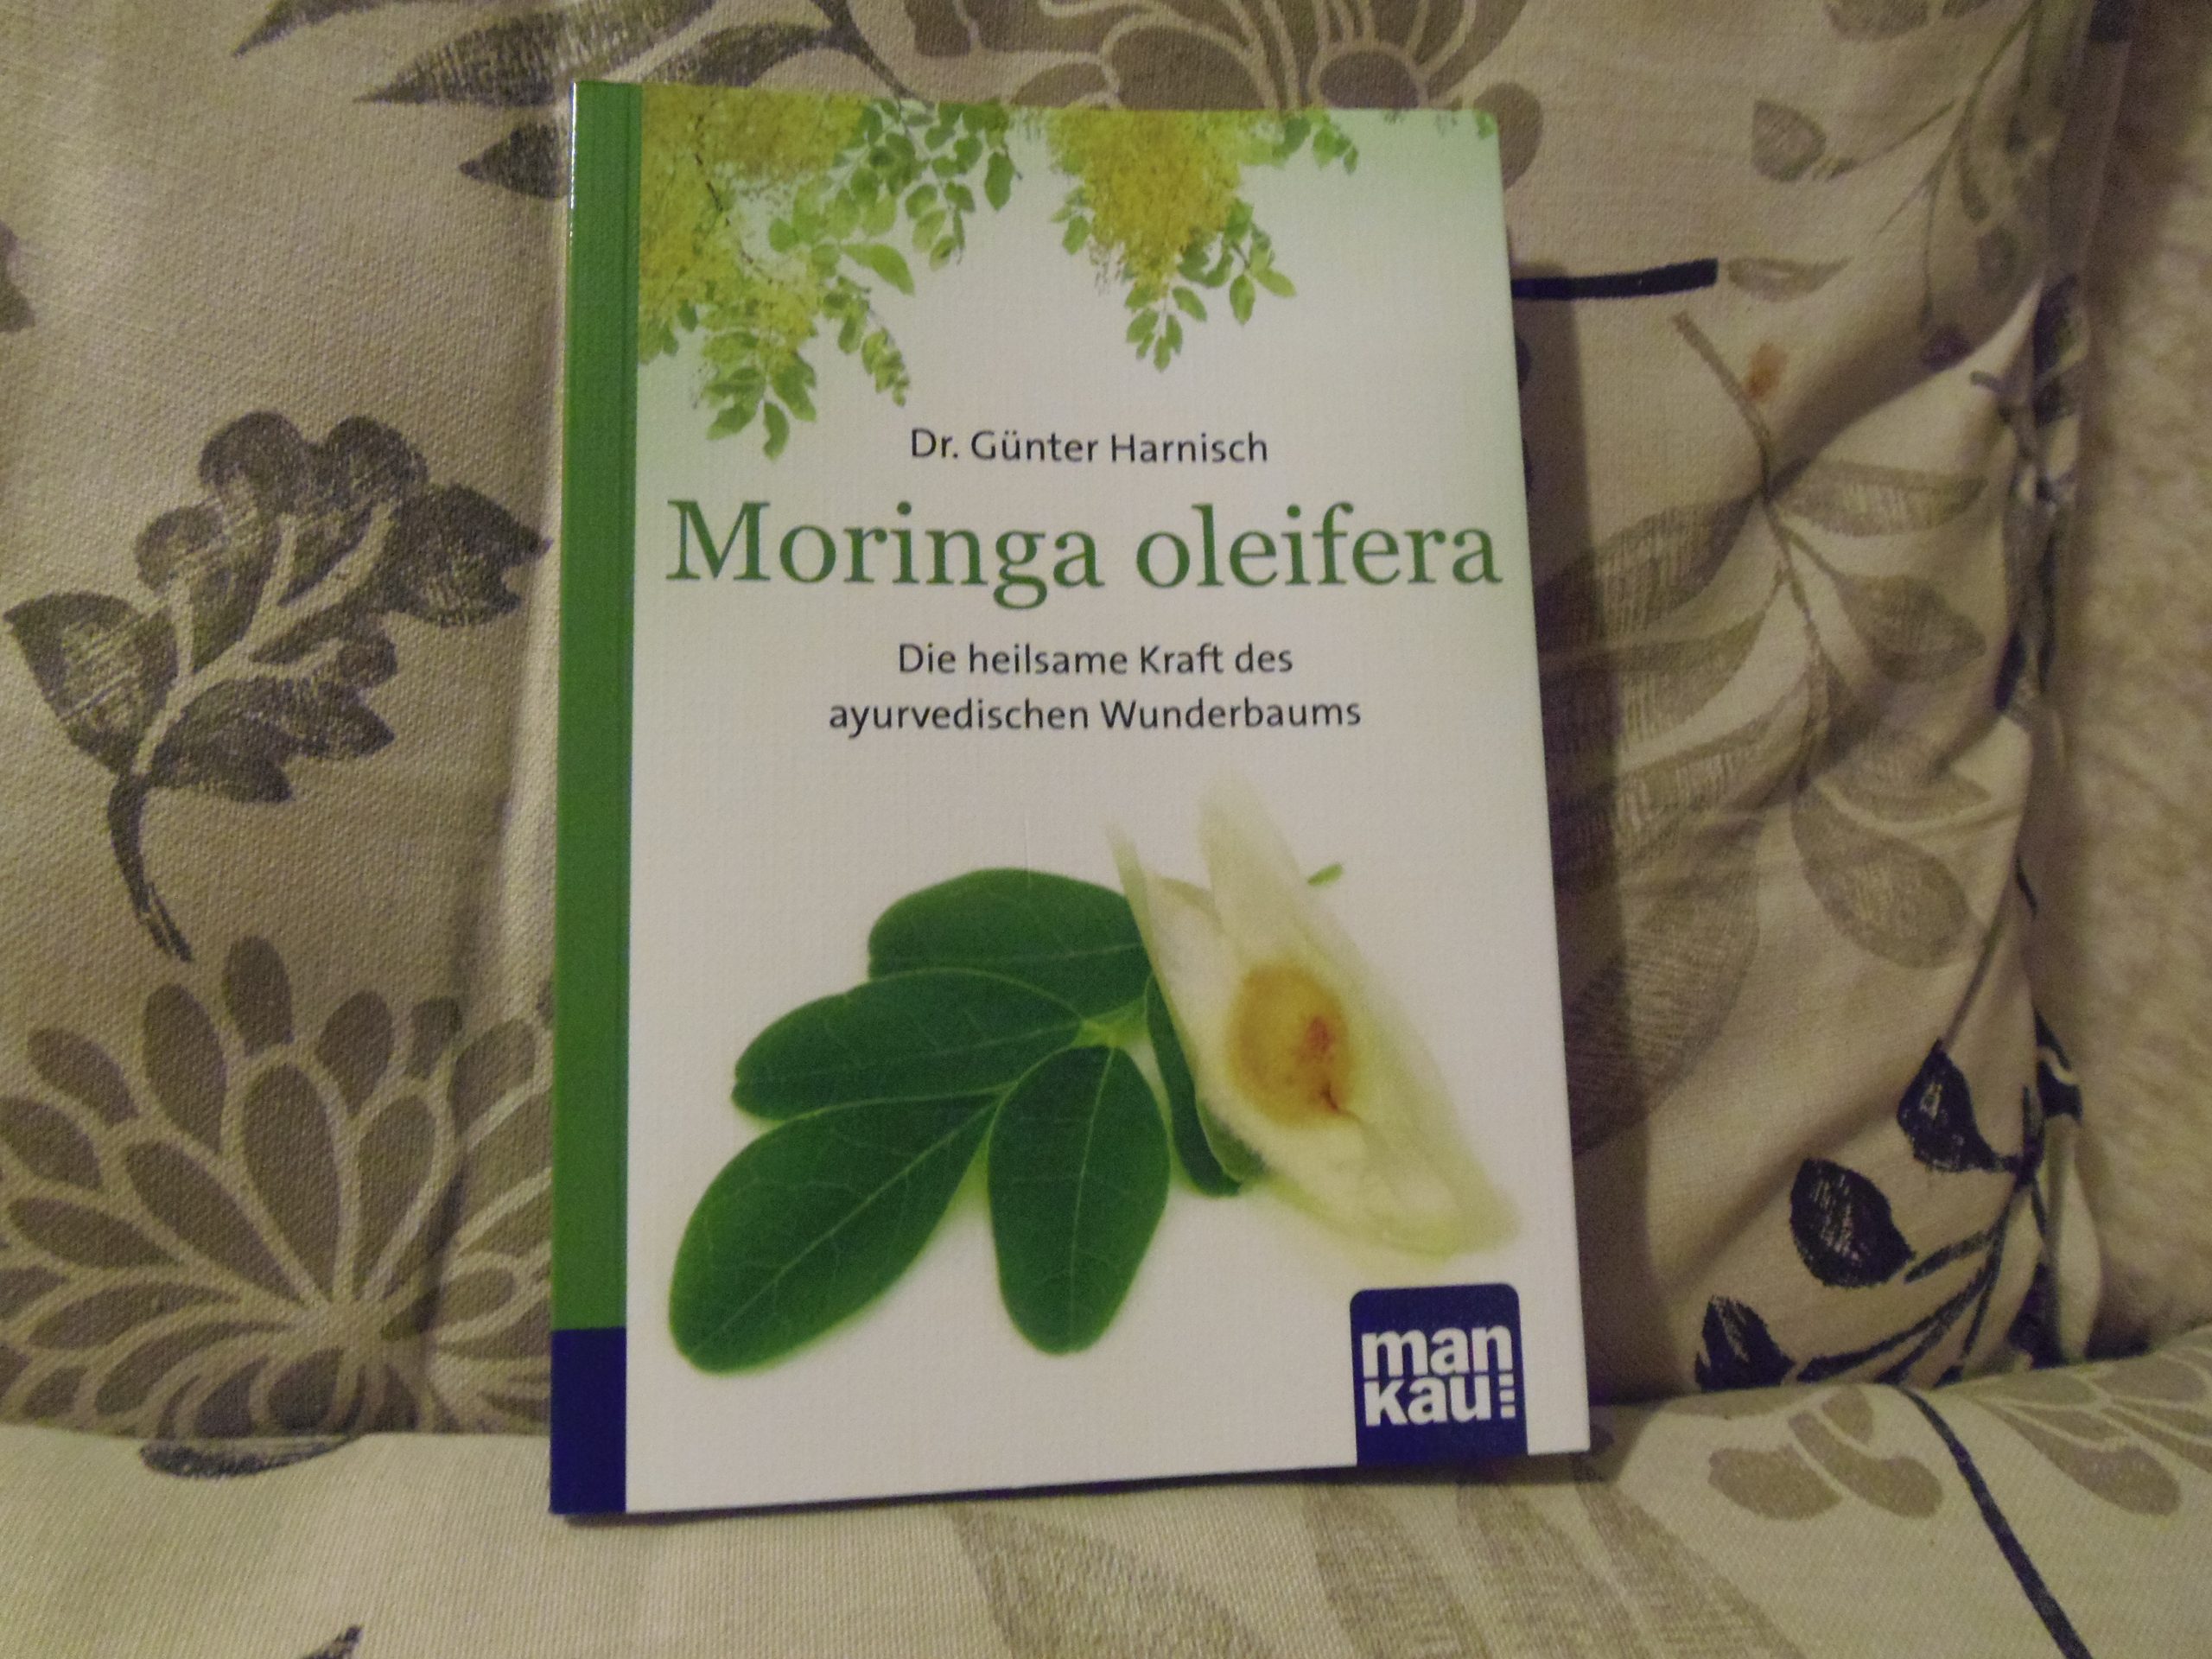 Dr. Günter Harnisch
Moringa oleifera
Die heilsame Kraft des
ayurvedischen Wunderbaums
man
kau